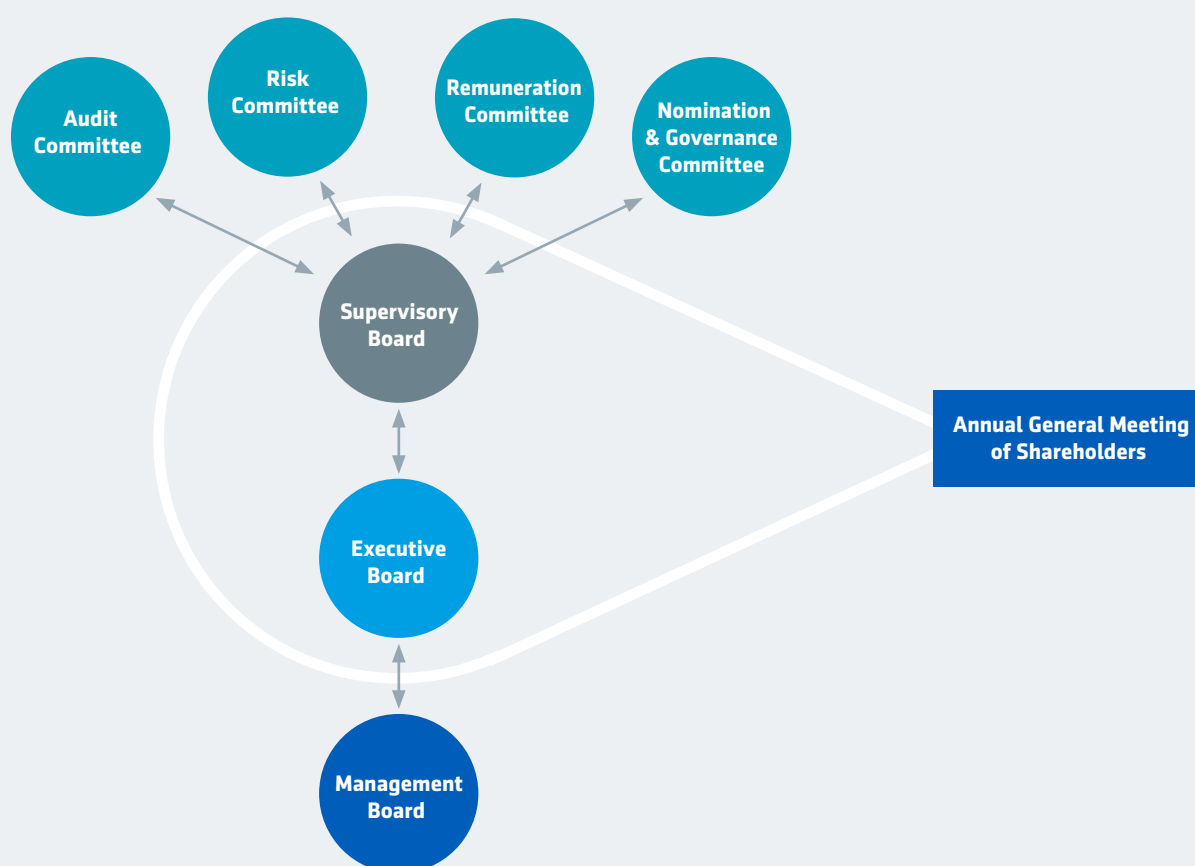 Audit
Committee
Risk
Committee
Remuneration
Committee
Nomination
& Governance
Committee
Supervisory
Board
Annual General Meeting
of Shareholders
Executive
Board
Management
Board